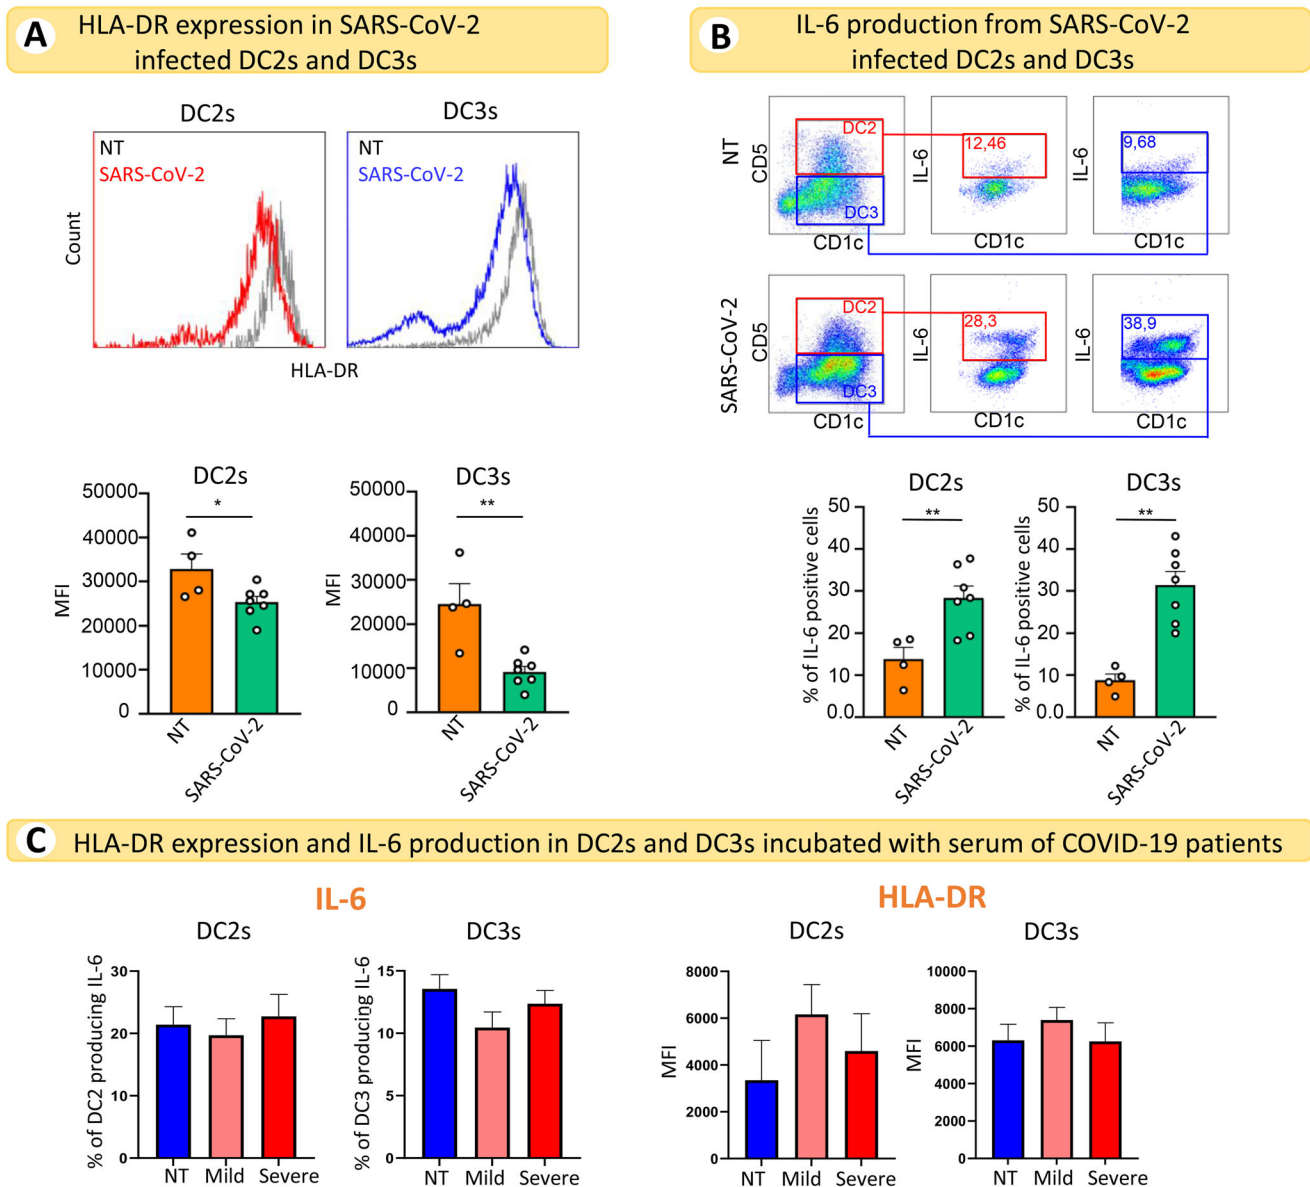 A
HLA-DR expression in SARS-CoV-2
infected DC2s and DC3s
DC2s
DC3s
NT
SARS-CoV-2
NT
SARS-CoV-2
Count
HLA-DR
DC2s
DC3s
50000
40000
30000
20000
10000
0
MFI
*
NT
SARS-CoV-2
50000
40000
30000
20000
10000
0
MFI
**
NT
SARS-CoV-2
B
IL-6 production from SARS-CoV-2
infected DC2s and DC3s
NT
CD5
DC2
DC3
CD1c
IL-6
12,46
CD1c
IL-6
9,68
CD1c
SARS-CoV-2
CD5
DC2
DC3
CD1c
IL-6
28,3
CD1c
IL-6
38,9
CD1c
DC2s
DC3s
% of IL-6 positive cells
50
40
30
20
10
0.0
**
NT
SARS-CoV-2
% of IL-6 positive cells
50
40
30
20
10
0.0
**
NT
SARS-CoV-2
C
HLA-DR expression and IL-6 production in DC2s and DC3s incubated with serum of COVID-19 patients
IL-6
DC2s
DC3s
% of DC2 producing IL-6
30
20
10
0
NT Mild Severe
% of DC3 producing IL-6
15
10
5
0
NT Mild Severe
HLA-DR
DC2s
DC3s
MFI
8000
6000
4000
2000
0
NT Mild Severe
MFI
10000
8000
6000
4000
2000
0
NT Mild Severe